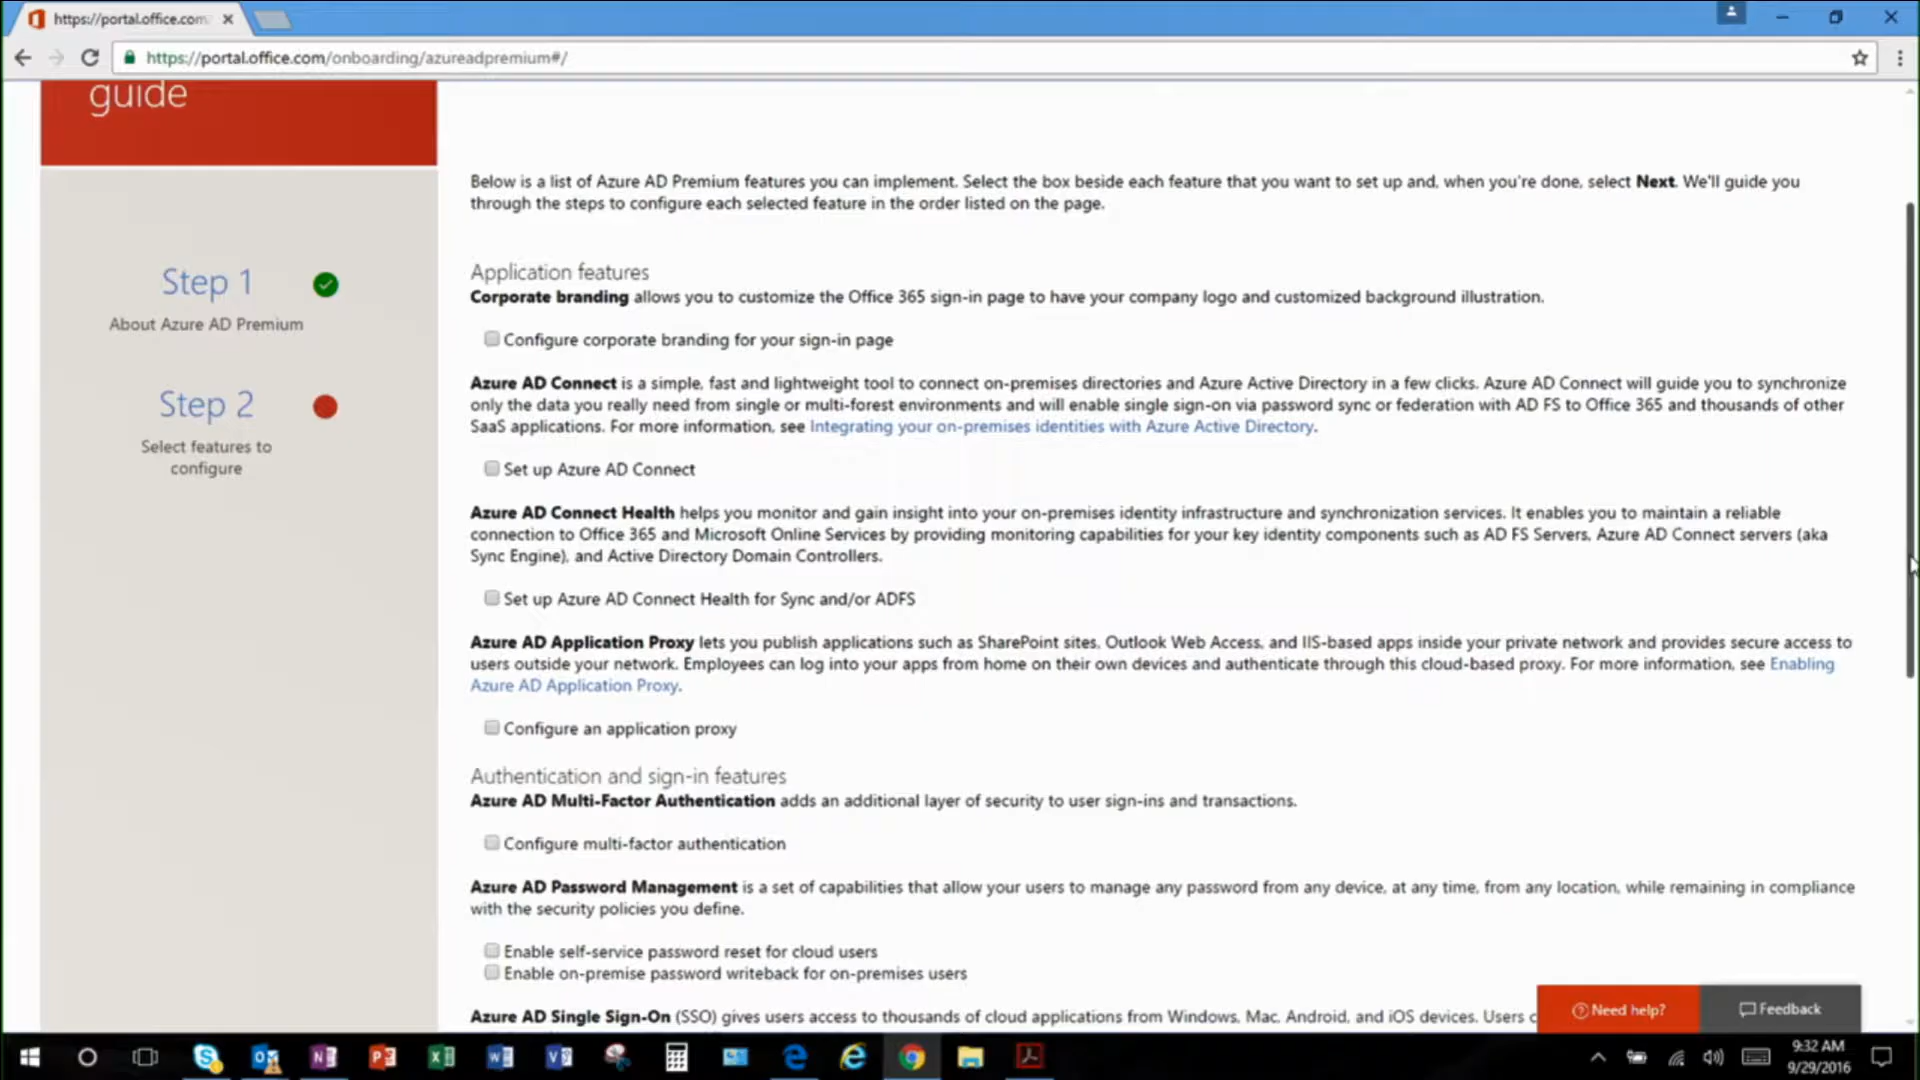 https://portal.office.com
https://portal.office.com/onboarding/azureadpremium#/
guide
Step 1
About Azure AD Premium
Step 2
Select features to
configure
Below is a list of Azure AD Premium features you can implement. Select the box beside each feature that you want to set up and, when you're done, select Next. We'll guide you
through the steps to configure each selected feature in the order listed on the page.
Application features
Corporate branding allows you to customize the Office 365 sign-in page to have your company logo and customized background illustration.
Configure corporate branding for your sign-in page
Azure AD Connect is a simple, fast and lightweight tool to connect on-premises directories and Azure Active Directory in a few clicks. Azure AD Connect will guide you to synchronize
only the data you really need from single or multi-forest environments and will enable single sign-on via password sync or federation with AD FS to Office 365 and thousands of other
SaaS applications. For more information, see Integrating your on-premises identities with Azure Active Directory.
Set up Azure AD Connect
Azure AD Connect Health helps you monitor and gain insight into your on-premises identity infrastructure and synchronization services. It enables you to maintain a reliable
connection to Office 365 and Microsoft Online Services by providing monitoring capabilities for your key identity components such as AD FS Servers, Azure AD Connect servers (aka
Sync Engine), and Active Directory Domain Controllers.
Set up Azure AD Connect Health for Sync and/or ADFS
Azure AD Application Proxy lets you publish applications such as SharePoint sites, Outlook Web Access, and IIS-based apps inside your private network and provides secure access to
users outside your network. Employees can log into your apps from home on their own devices and authenticate through this cloud-based proxy. For more information, see Enabling
Azure AD Application Proxy.
Configure an application proxy
Authentication and sign-in features
Azure AD Multi-Factor Authentication adds an additional layer of security to user sign-ins and transactions.
Configure multi-factor authentication
Azure AD Password Management is a set of capabilities that allow your users to manage any password from any device, at any time, from any location, while remaining in compliance
with the security policies you define.
Enable self-service password reset for cloud users
Enable on-premise password writeback for on-premises users
Azure AD Single Sign-On (SSO) gives users access to thousands of cloud applications from Windows, Mac, Android, and iOS devices. Users c
Need help?
Feedback
9:32 AM
9/29/2016